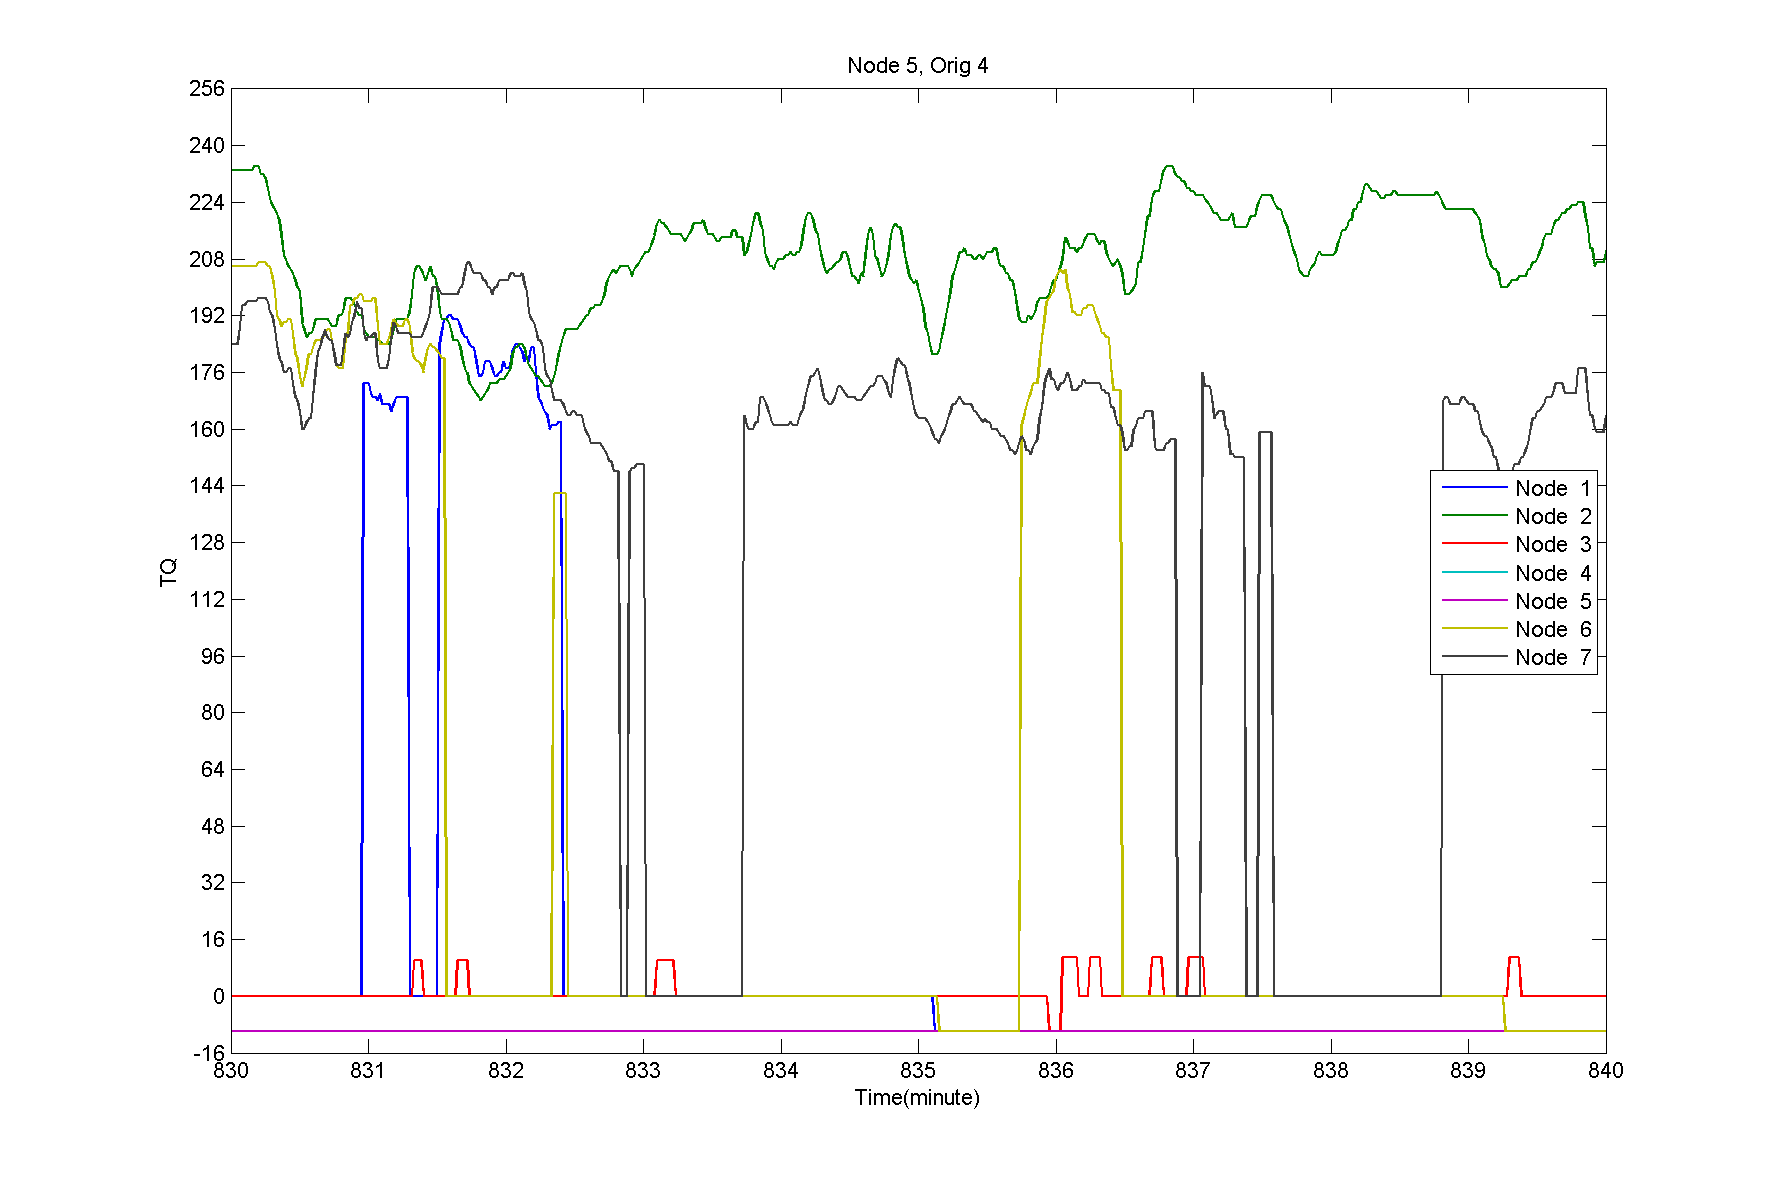 Node 5, Orig 4
256
240
224
208
192
176
160
144
128
112
96
80
64
48
32
16
0
-16
TQ
Node 1
Node 2
Node 3
Node 4
Node 5
Node 6
Node 7
830 831 832 833 834 835 836 837 838 839 840
Time(minute)